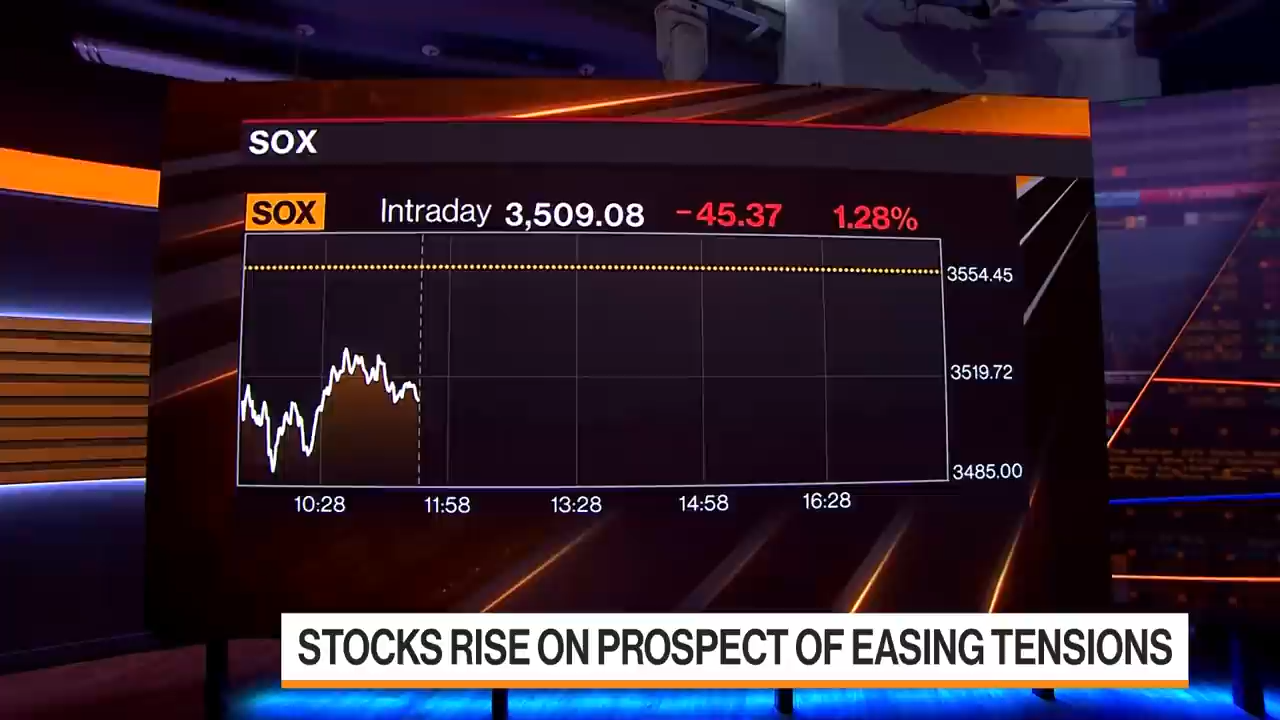 SOX
SOX Intraday 3,509.08 -45.37 1.28%
3554.45
3519.72
3485.00
10:28 11:58 13:28 14:58 16:28
STOCKS RISE ON PROSPECT OF EASING TENSIONS